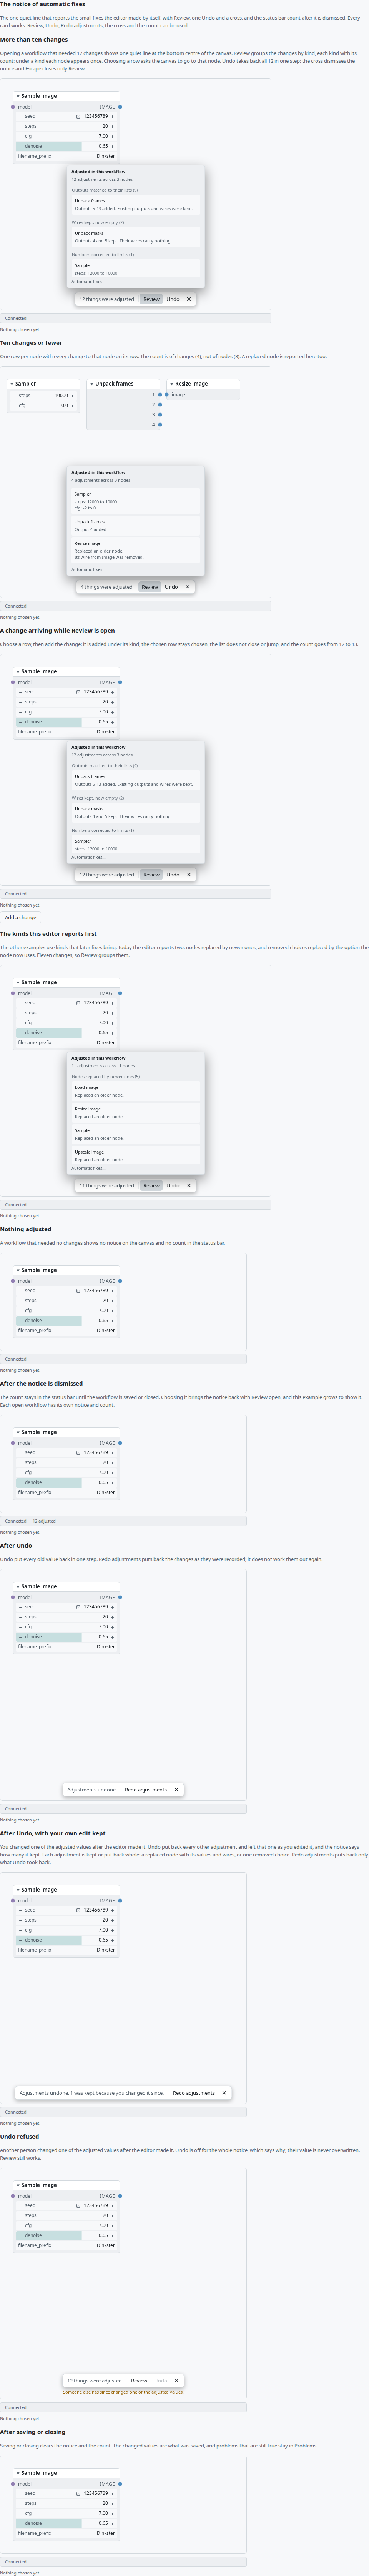 The notice of automatic fixes
The one quiet line that reports the small fixes the editor made by itself, with Review, one Undo and a cross, and the status bar count after it is dismissed. Every
card works: Review, Undo, Redo adjustments, the cross and the count can be used.
More than ten changes
Opening a workflow that needed 12 changes shows one quiet line at the bottom centre of the canvas. Review groups the changes by kind, each kind with its
count; under a kind each node appears once. Choosing a row asks the canvas to go to that node. Undo takes back all 12 in one step; the cross dismisses the
notice and Escape closes only Review.
Sample image
model IMAGE
seed 123456789
steps 20
cfg 7.00
denoise 0.65
filename_prefix Dinkster
Adjusted in this workflow
12 adjustments across 3 nodes
Outputs matched to their lists (9)
Unpack frames
Outputs 5-13 added. Existing outputs and wires were kept.
Wires kept, now empty (2)
Unpack masks
Outputs 4 and 5 kept. Their wires carry nothing.
Numbers corrected to limits (1)
Sampler
steps: 12000 to 10000
Automatic fixes...
12 things were adjusted Review Undo ✕
Connected
Nothing chosen yet.
Ten changes or fewer
One row per node with every change to that node on its row. The count is of changes (4), not of nodes (3). A replaced node is reported here too.
Sampler
steps 10000
cfg 0.0
Unpack frames
1
2
3
4
Resize image
image
Adjusted in this workflow
4 adjustments across 3 nodes
Sampler
steps: 12000 to 10000
cfg: -2 to 0
Unpack frames
Output 4 added.
Resize image
Replaced an older node.
Its wire from Image was removed.
Automatic fixes...
4 things were adjusted Review Undo ✕
Connected
Nothing chosen yet.
A change arriving while Review is open
Choose a row, then add the change: it is added under its kind, the chosen row stays chosen, the list does not close or jump, and the count goes from 12 to 13.
Sample image
model IMAGE
seed 123456789
steps 20
cfg 7.00
denoise 0.65
filename_prefix Dinkster
Adjusted in this workflow
12 adjustments across 3 nodes
Outputs matched to their lists (9)
Unpack frames
Outputs 5-13 added. Existing outputs and wires were kept.
Wires kept, now empty (2)
Unpack masks
Outputs 4 and 5 kept. Their wires carry nothing.
Numbers corrected to limits (1)
Sampler
steps: 12000 to 10000
Automatic fixes...
12 things were adjusted Review Undo ✕
Connected
Nothing chosen yet.
Add a change
The kinds this editor reports first
The other examples use kinds that later fixes bring. Today the editor reports two: nodes replaced by newer ones, and removed choices replaced by the option the
node now uses. Eleven changes, so Review groups them.
Sample image
model IMAGE
seed 123456789
steps 20
cfg 7.00
denoise 0.65
filename_prefix Dinkster
Adjusted in this workflow
11 adjustments across 11 nodes
Nodes replaced by newer ones (5)
Load image
Replaced an older node.
Resize image
Replaced an older node.
Sampler
Replaced an older node.
Upscale image
Replaced an older node.
Automatic fixes...
11 things were adjusted Review Undo ✕
Connected
Nothing chosen yet.
Nothing adjusted
A workflow that needed no changes shows no notice on the canvas and no count in the status bar.
Sample image
model IMAGE
seed 123456789
steps 20
cfg 7.00
denoise 0.65
filename_prefix Dinkster
Connected
Nothing chosen yet.
After the notice is dismissed
The count stays in the status bar until the workflow is saved or closed. Choosing it brings the notice back with Review open, and this example grows to show it.
Each open workflow has its own notice and count.
Sample image
model IMAGE
seed 123456789
steps 20
cfg 7.00
denoise 0.65
filename_prefix Dinkster
Connected 12 adjusted
Nothing chosen yet.
After Undo
Undo put every old value back in one step. Redo adjustments puts back the changes as they were recorded; it does not work them out again.
Sample image
model IMAGE
seed 123456789
steps 20
cfg 7.00
denoise 0.65
filename_prefix Dinkster
Adjustments undone Redo adjustments ✕
Connected
Nothing chosen yet.
After Undo, with your own edit kept
You changed one of the adjusted values after the editor made it. Undo put back every other adjustment and left that one as you edited it, and the notice says
how many it kept. Each adjustment is kept or put back whole: a replaced node with its values and wires, or one removed choice. Redo adjustments puts back only
what Undo took back.
Sample image
model IMAGE
seed 123456789
steps 20
cfg 7.00
denoise 0.65
filename_prefix Dinkster
Adjustments undone. 1 was kept because you changed it since. Redo adjustments ✕
Connected
Nothing chosen yet.
Undo refused
Another person changed one of the adjusted values after the editor made it. Undo is off for the whole notice, which says why; their value is never overwritten.
Review still works.
Sample image
model IMAGE
seed 123456789
steps 20
cfg 7.00
denoise 0.65
filename_prefix Dinkster
12 things were adjusted Review Undo ✕
Someone else has since changed one of the adjusted values.
Connected
Nothing chosen yet.
After saving or closing
Saving or closing clears the notice and the count. The changed values are what was saved, and problems that are still true stay in Problems.
Sample image
model IMAGE
seed 123456789
steps 20
cfg 7.00
denoise 0.65
filename_prefix Dinkster
Connected
Nothing chosen yet.